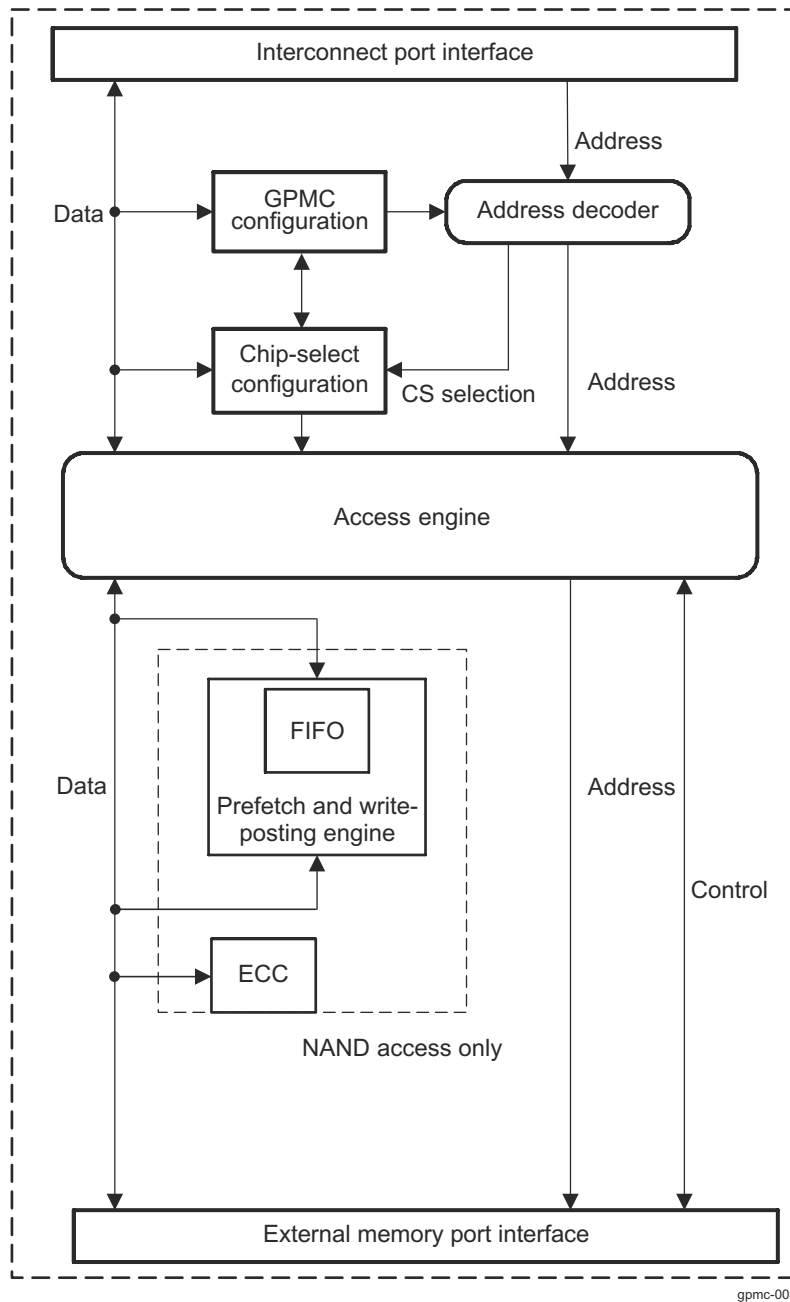 Interconnect port interface
Address
GPMC
configuration
Address decoder
Data
Chip-select
configuration
CS selection
Address
Access engine
FIFO
Prefetch and write-
posting engine
Data
Address
Control
ECC
NAND access only
External memory port interface
gpmc-00